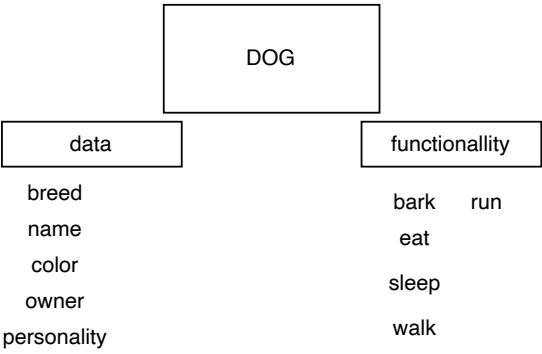 DOG
data
breed
name
color
owner
personality
functionallity
bark run
eat
sleep
walk